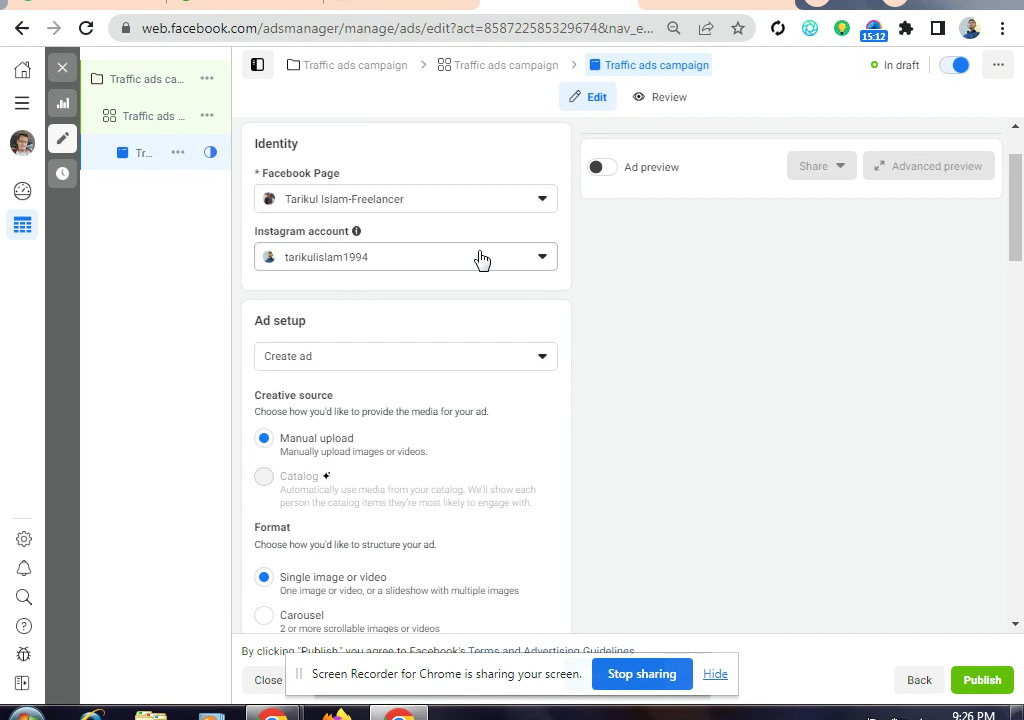 web.facebook.com/adsmanager/manage/ads/edit?act=858722585329674&nav_e...
15:12
Traffic ads ca...
Traffic ads ...
Tr...
Traffic ads campaign
Traffic ads campaign
Traffic ads campaign
In draft
Edit
Review
Identity
* Facebook Page
Tarikul Islam-Freelancer
Instagram account
tarikulislam1994
Ad preview
Share
Advanced preview
Ad setup
Create ad
Creative source
Choose how you'd like to provide the media for your ad.
Manual upload
Manually upload images or videos.
Catalog
Automatically use media from your catalog. We'll show each
person the catalog items they're most likely to engage with.
Format
Choose how you'd like to structure your ad.
Single image or video
One image or video, or a slideshow with multiple images
Carousel
2 or more scrollable images or videos
By clicking "Publish," you agree to Facebook's Terms and Advertising Guidelines
Close
Screen Recorder for Chrome is sharing your screen.
Stop sharing
Hide
Back
Publish
9:26 PM